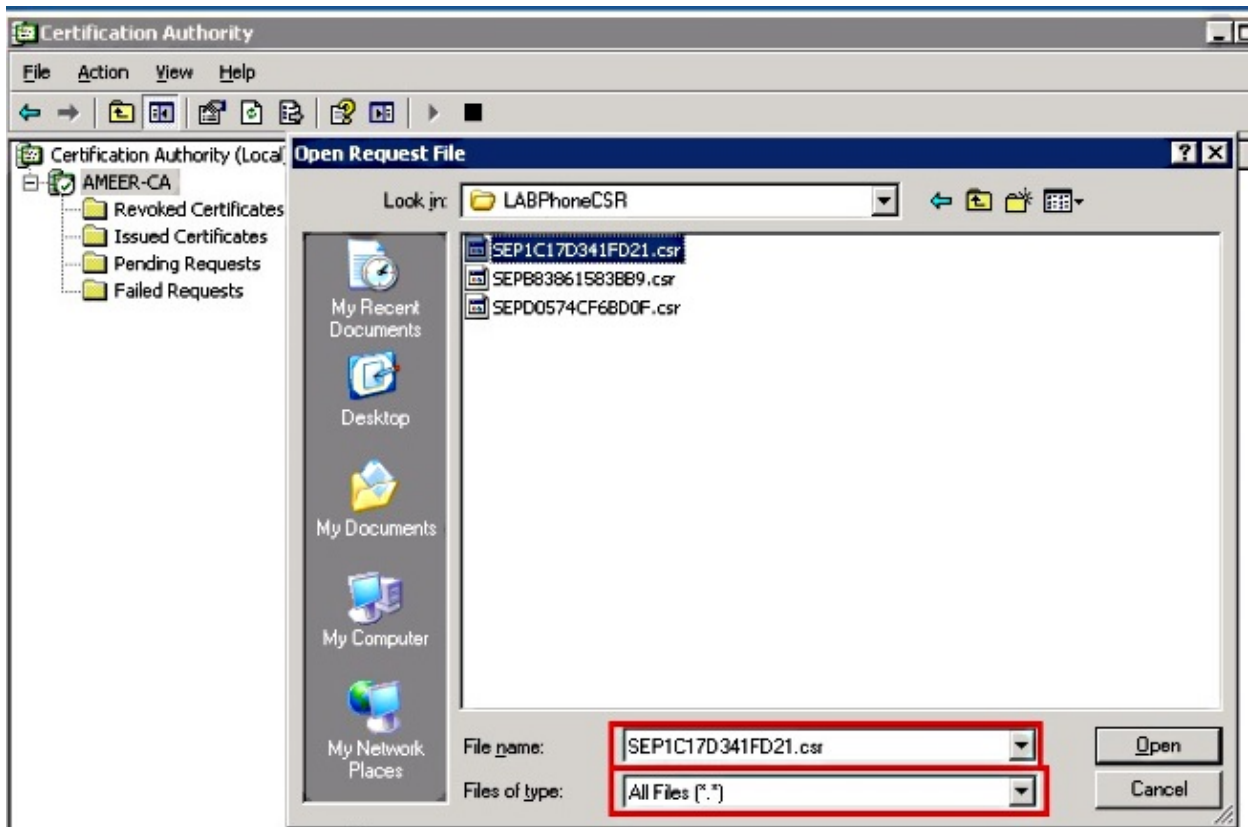 Certification Authority
File Action View Help
Certification Authority (Local)
AMEER-CA
Revoked Certificates
Issued Certificates
Pending Requests
Failed Requests
Open Request File
Look in:
LABPhoneCSR
My Recent
Documents
Desktop
My Documents
My Computer
My Network
Places
SEP1C17D341FD21.csr
SEPB83861583BB9.csr
SEPD0574CF6BD0F.csr
File name:
SEP1C17D341FD21.csr
Open
Files of type:
All Files (*.*)
Cancel